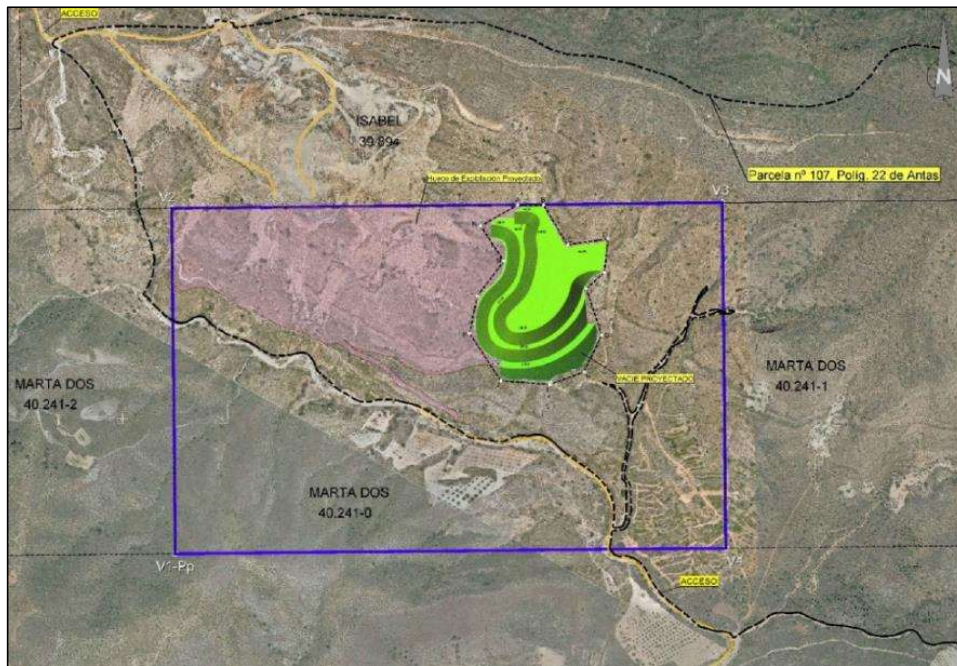 ACCESO
N
ISABEL
39.894
Parcela nº 107, Políg. 22 de Antas
Hueco de Explotación Proyectado
V2
V3
VACIE PROYECTADO
MARTA DOS
40.241-2
MARTA DOS
40.241-1
MARTA DOS
40.241-0
V1-Pp
V4
ACCESO